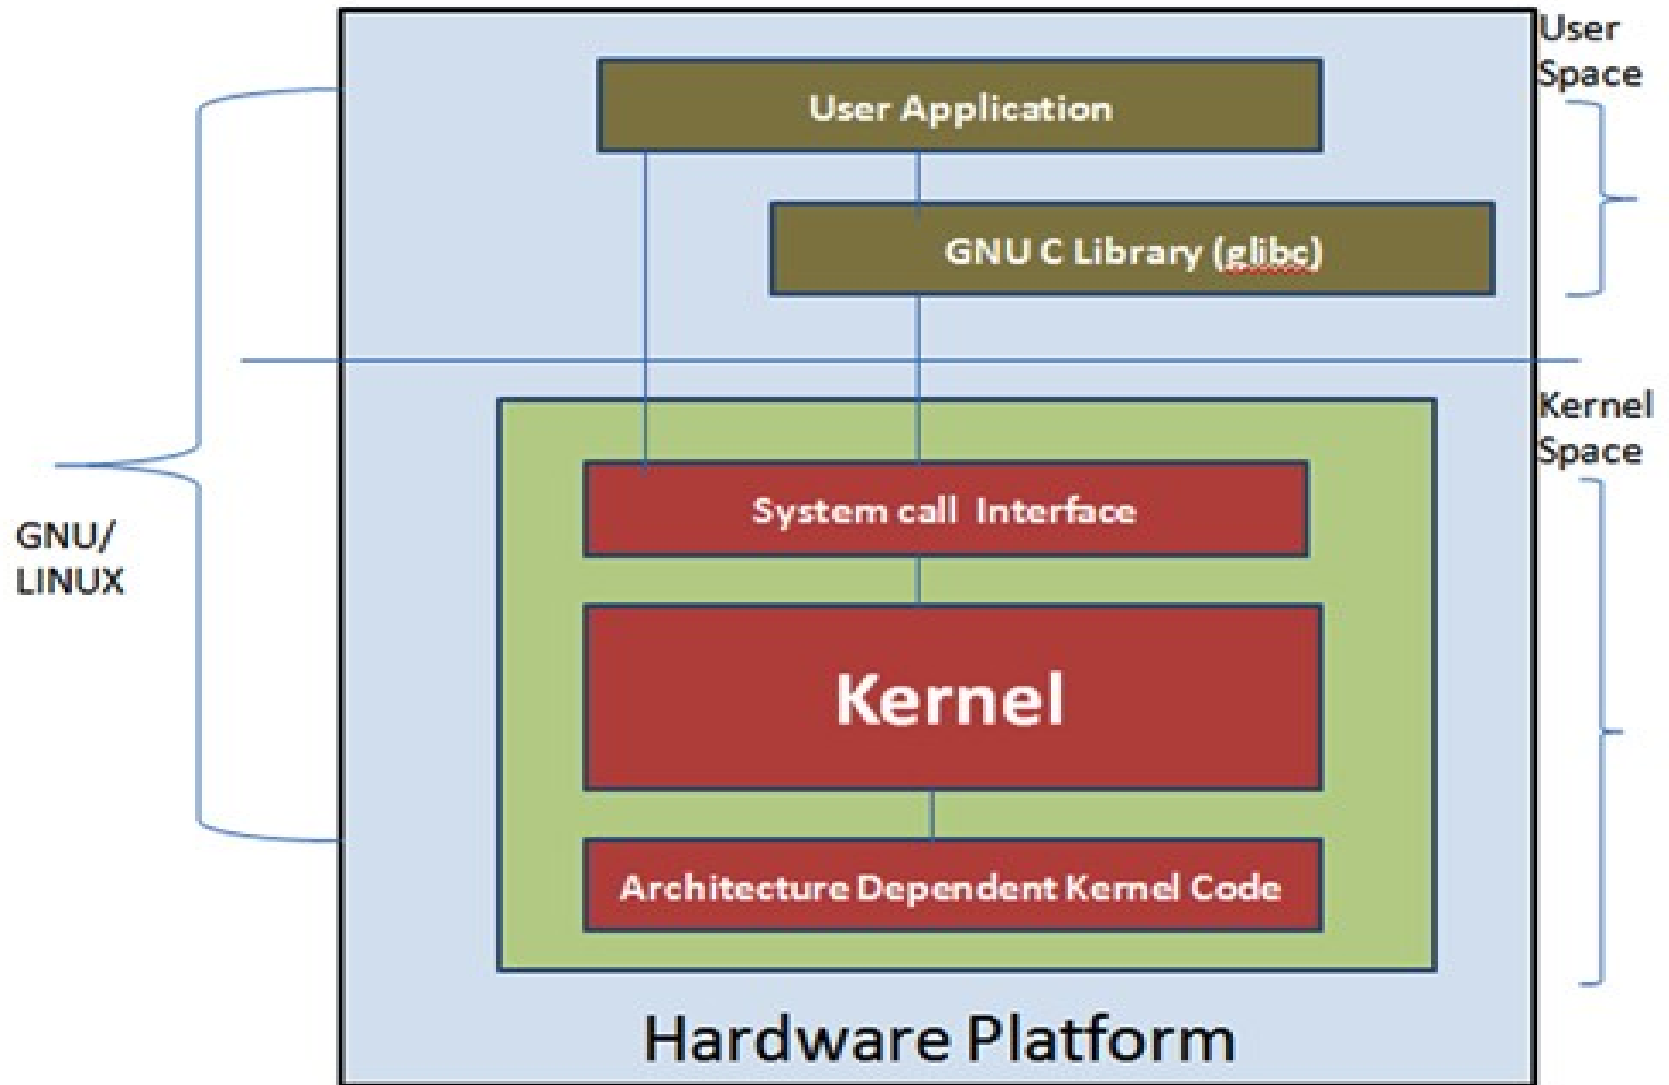 User
Space
User Application
GNU C Library (glibc)
Kernel
Space
System call Interface
GNU/
LINUX
Kernel
Architecture Dependent Kernel Code
Hardware Platform